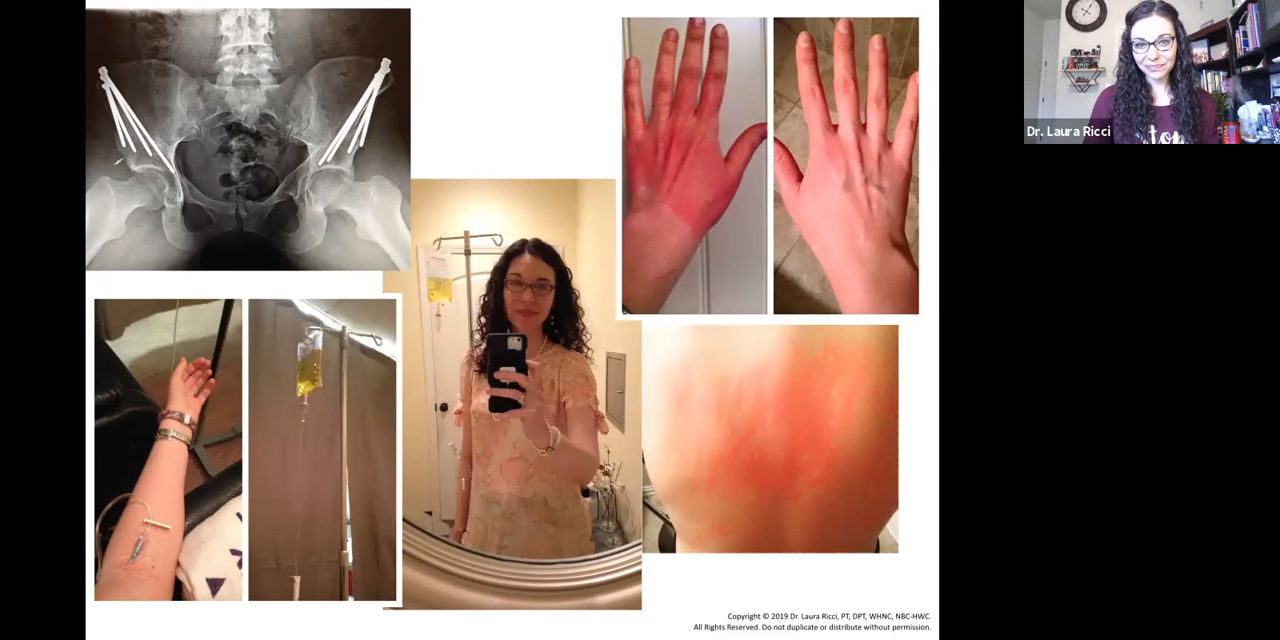 Dr. Laura Ricci
Copyright © 2019 Dr. Laura Ricci, PT, DPT, WHNC, NBC-HWC.
All Rights Reserved. Do not duplicate or distribute without permission.